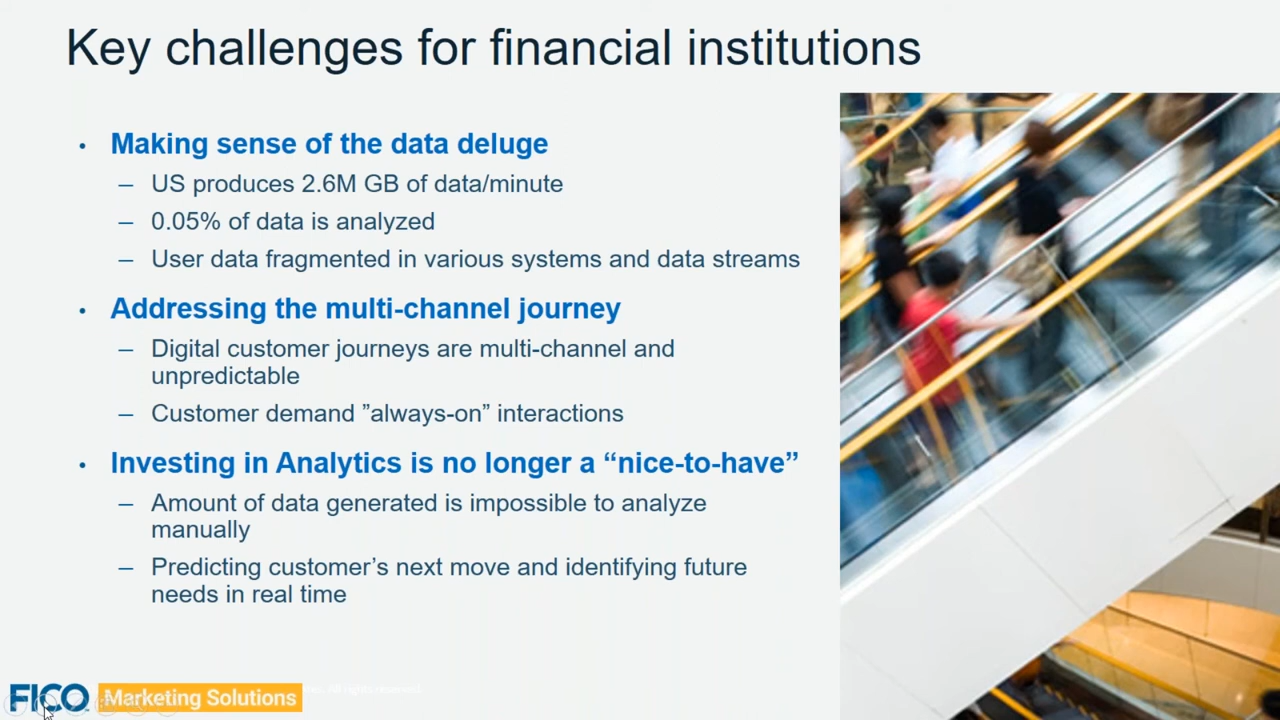 Key challenges for financial institutions
• Making sense of the data deluge
– US produces 2.6M GB of data/minute
– 0.05% of data is analyzed
– User data fragmented in various systems and data streams
• Addressing the multi-channel journey
– Digital customer journeys are multi-channel and
unpredictable
– Customer demand ”always-on” interactions
• Investing in Analytics is no longer a “nice-to-have”
– Amount of data generated is impossible to analyze
manually
– Predicting customer’s next move and identifying future
needs in real time
FICO Marketing Solutions
All rights reserved.